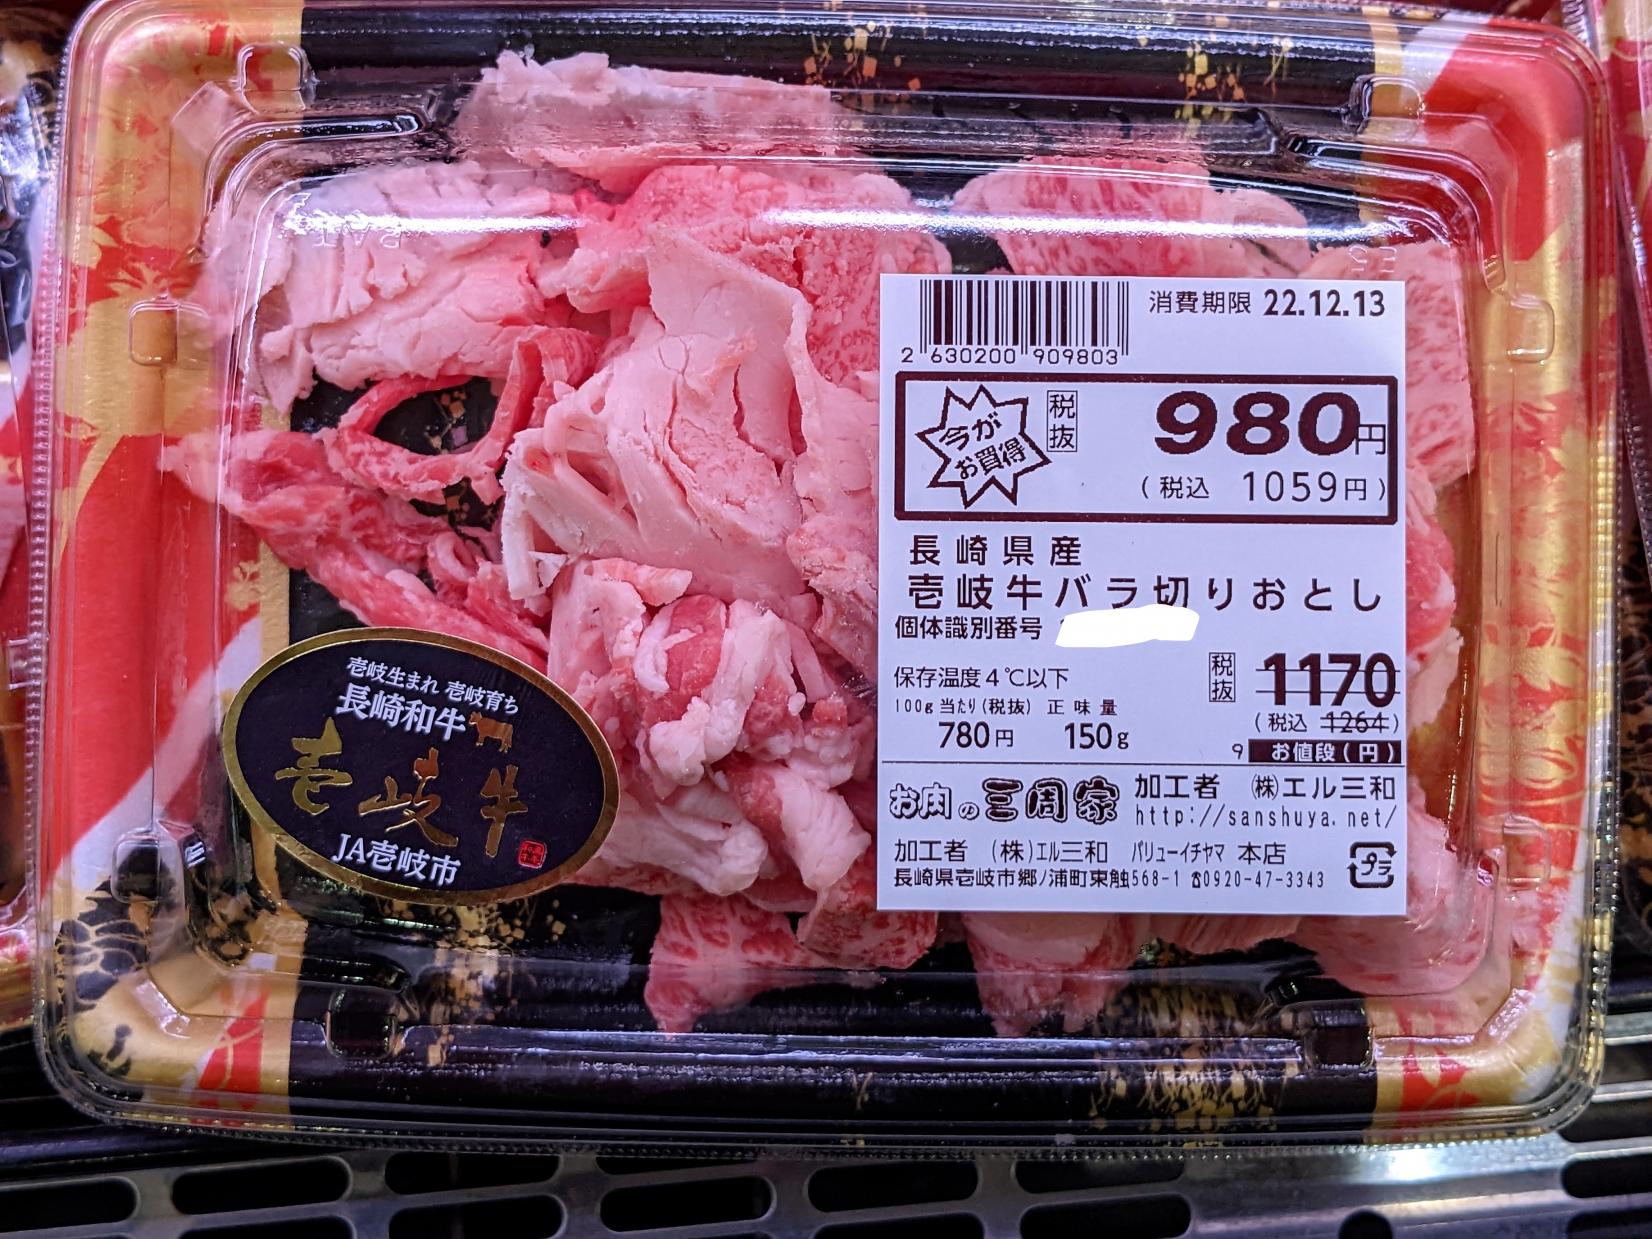 消費期限 22.12.13
2 630200 909803
今が
お買得
税抜
980円
(税込 1059円)
長崎県産
壱岐牛バラ切りおとし
個体識別番号
保存温度4℃以下
100g当たり(税抜) 正味量
780円 150g
税抜
1170
(税込 1264)
9 お値段(円)
お肉の三周家 加工者 (株)エル三和
http://sanshuya.net/
加工者 (株)エル三和 バリューイチヤマ 本店
長崎県壱岐市郷ノ浦町東触568-1 ☎0920-47-3343
プラ
壱岐生まれ 壱岐育ち
長崎和牛
壱岐牛
JA壱岐市